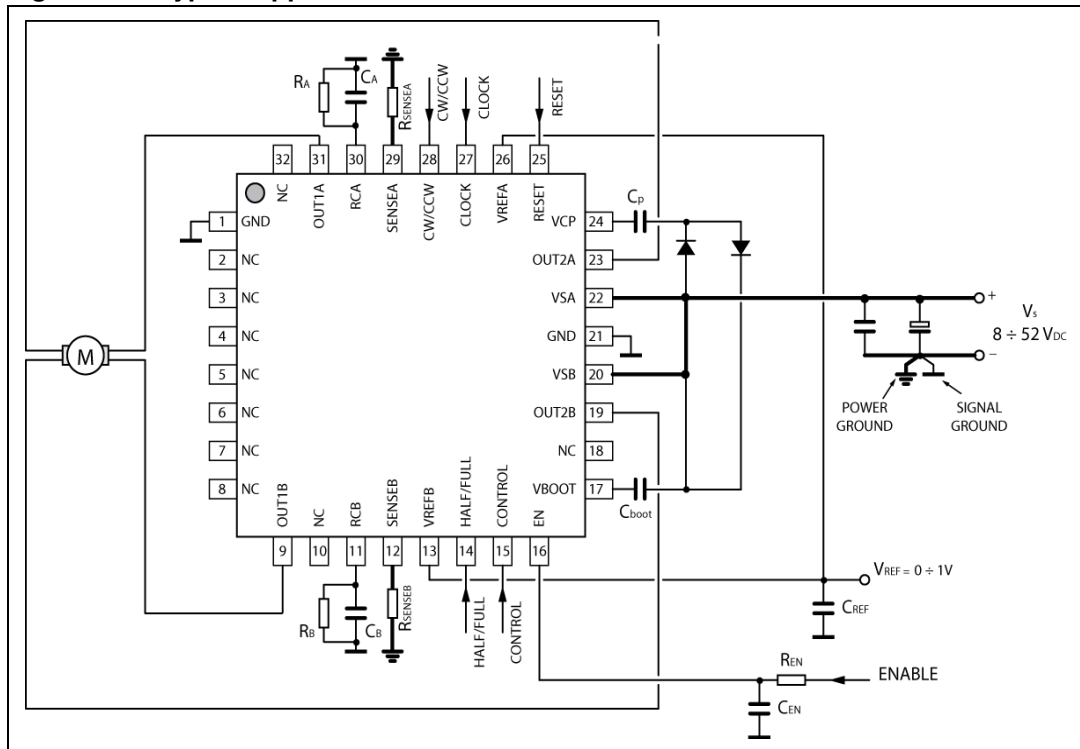 RA
CA
RSENSEA
CW/CCW
CLOCK
RESET
32
31
30
29
28
27
26
25
NC
OUT1A
RCA
SENSEA
CW/CCW
CLOCK
VREFA
RESET
1 GND
2 NC
3 NC
4 NC
5 NC
6 NC
7 NC
8 NC
VCP 24
OUT2A 23
VSA 22
GND 21
VSB 20
OUT2B 19
NC 18
VBOOT 17
Cp
Cboot
M
+
Vs
8 ÷ 52 VDC
−
POWER
GROUND
SIGNAL
GROUND
OUT1B
NC
RCB
SENSEB
VREFB
HALF/FULL
CONTROL
EN
9
10
11
12
13
14
15
16
RB
CB
RSENSEB
HALF/FULL
CONTROL
VREF = 0 ÷ 1V
CREF
REN
ENABLE
CEN